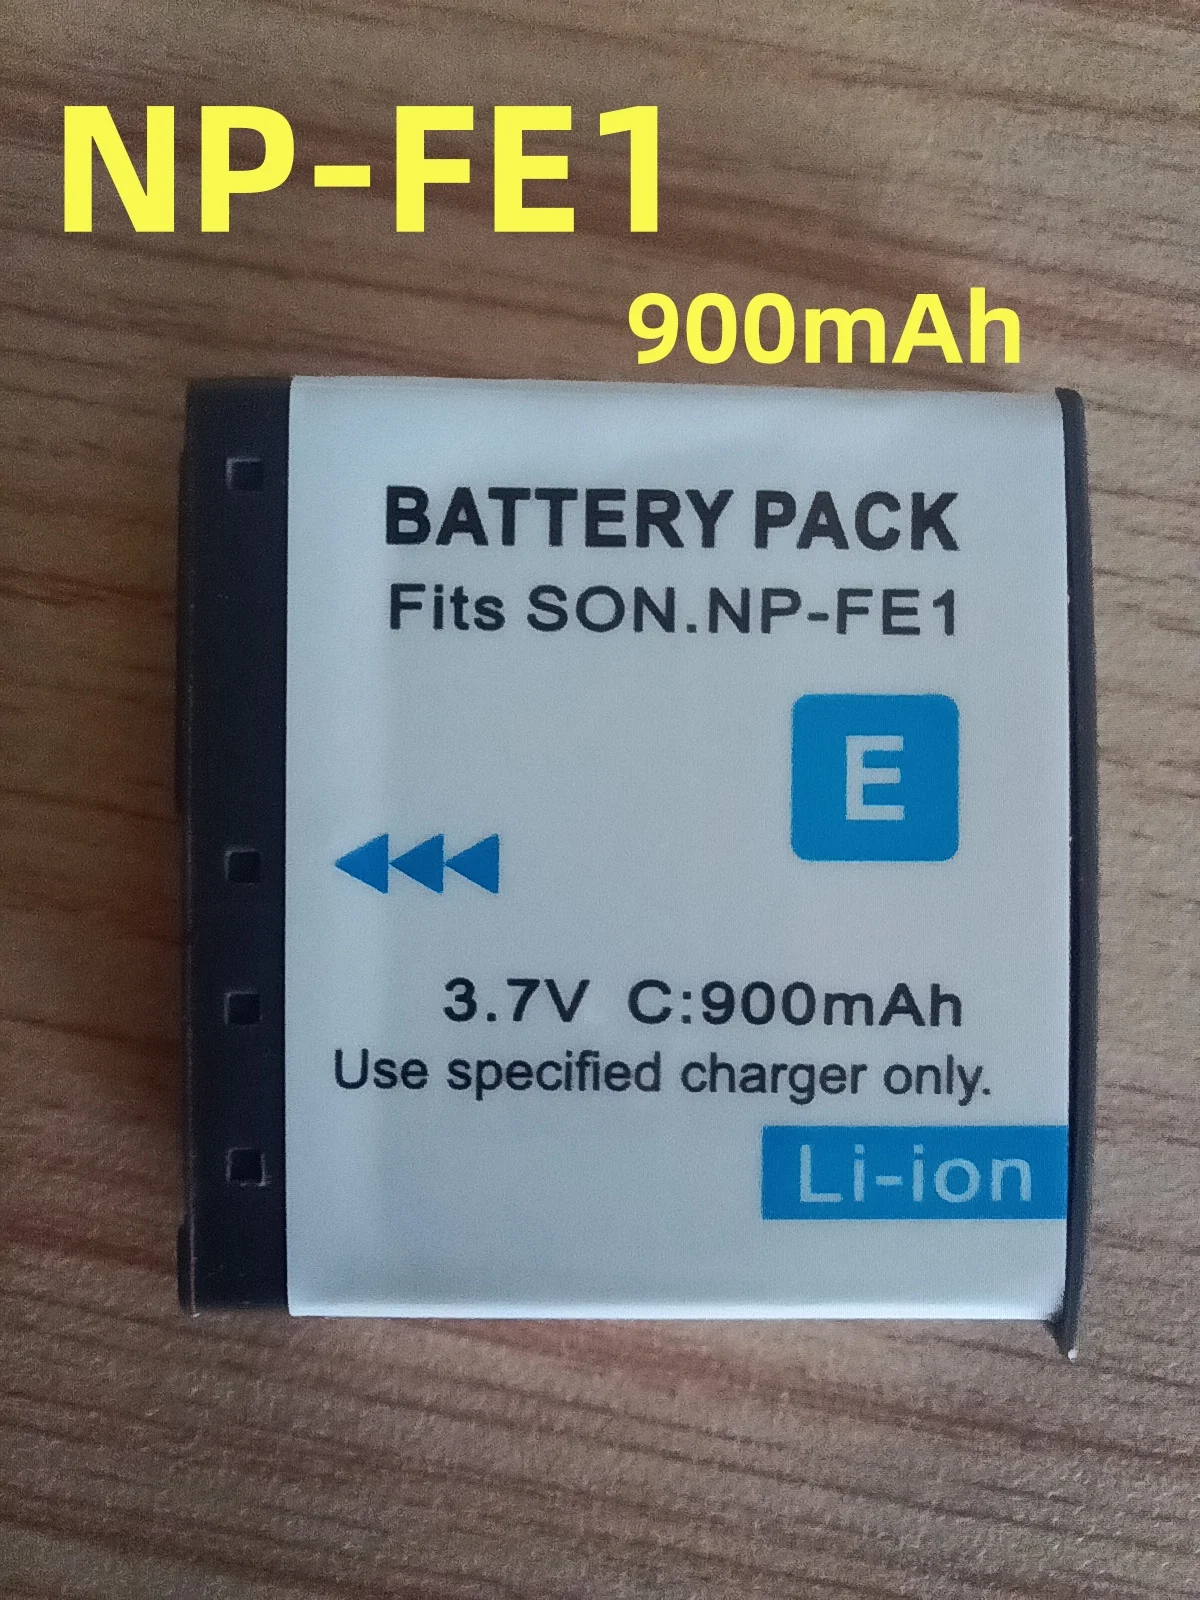 NP-FE1
900mAh
BATTERY PACK
Fits SON.NP-FE1
E
3.7V C:900mAh
Use specified charger only.
Li-ion